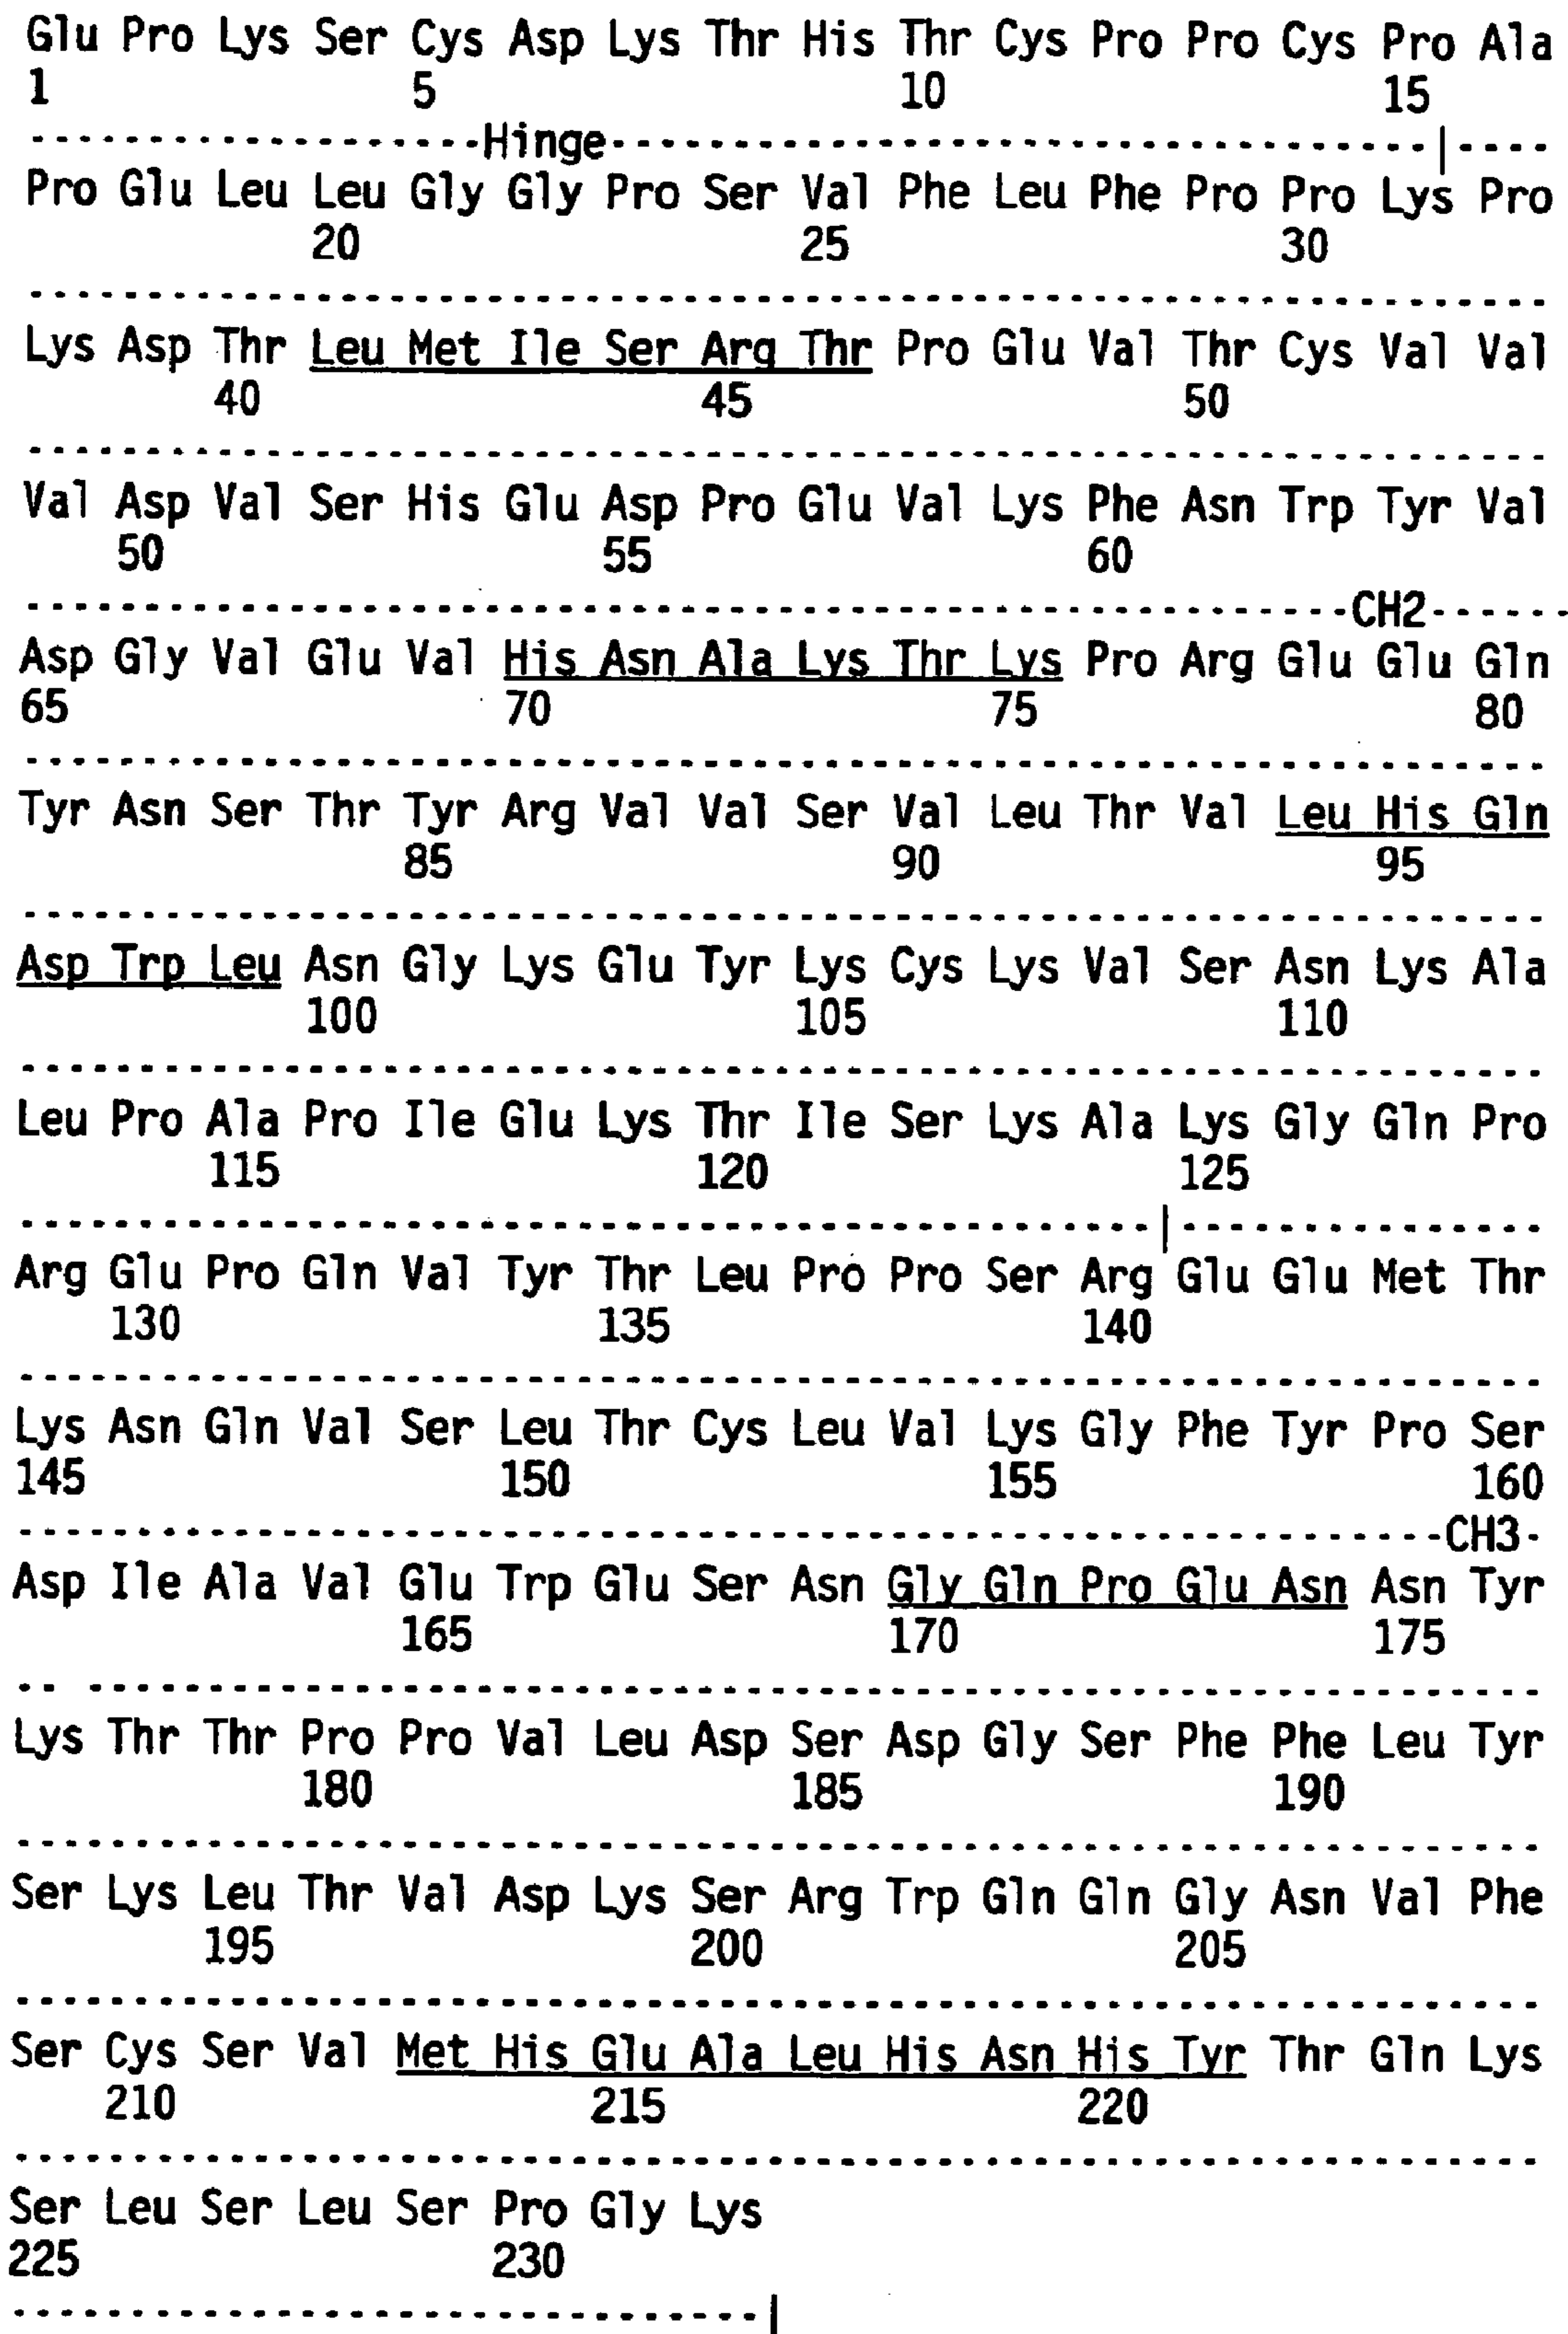 Glu Pro Lys Ser Cys Asp Lys Thr His Thr Cys Pro Pro Cys Pro Ala
1 5 10 15
Hinge
Pro Glu Leu Leu Gly Gly Pro Ser Val Phe Leu Phe Pro Pro Lys Pro
20 25 30
Lys Asp Thr Leu Met Ile Ser Arg Thr Pro Glu Val Thr Cys Val Val
40 45 50
Val Asp Val Ser His Glu Asp Pro Glu Val Lys Phe Asn Trp Tyr Val
50 55 60
CH2
Asp Gly Val Glu Val His Asn Ala Lys Thr Lys Pro Arg Glu Glu Gln
65 70 75 80
Tyr Asn Ser Thr Tyr Arg Val Val Ser Val Leu Thr Val Leu His Gln
85 90 95
Asp Trp Leu Asn Gly Lys Glu Tyr Lys Cys Lys Val Ser Asn Lys Ala
100 105 110
Leu Pro Ala Pro Ile Glu Lys Thr Ile Ser Lys Ala Lys Gly Gln Pro
115 120 125
Arg Glu Pro Gln Val Tyr Thr Leu Pro Pro Ser Arg Glu Glu Met Thr
130 135 140
Lys Asn Gln Val Ser Leu Thr Cys Leu Val Lys Gly Phe Tyr Pro Ser
145 150 155 160
CH3
Asp Ile Ala Val Glu Trp Glu Ser Asn Gly Gln Pro Glu Asn Asn Tyr
165 170 175
Lys Thr Thr Pro Pro Val Leu Asp Ser Asp Gly Ser Phe Phe Leu Tyr
180 185 190
Ser Lys Leu Thr Val Asp Lys Ser Arg Trp Gln Gln Gly Asn Val Phe
195 200 205
Ser Cys Ser Val Met His Glu Ala Leu His Asn His Tyr Thr Gln Lys
210 215 220
Ser Leu Ser Leu Ser Pro Gly Lys
225 230